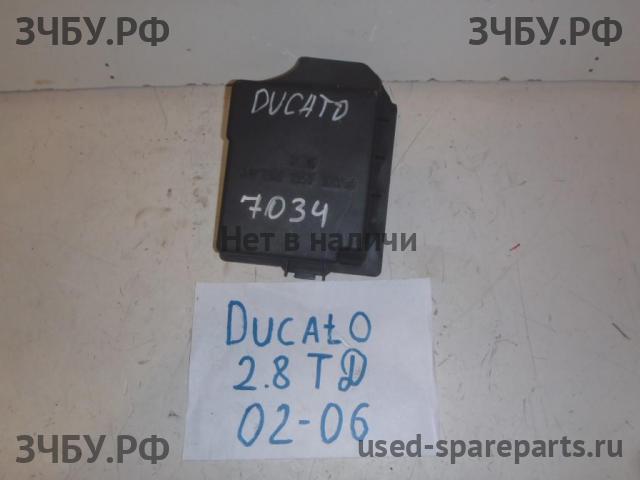 ЗЧБУ.РФ
ЗЧБУ.РФ
DUCATO
7034
Нет в наличи
DUCATO
2.8 TD
02-06
ЗЧБУ.РФ
used-spareparts.ru